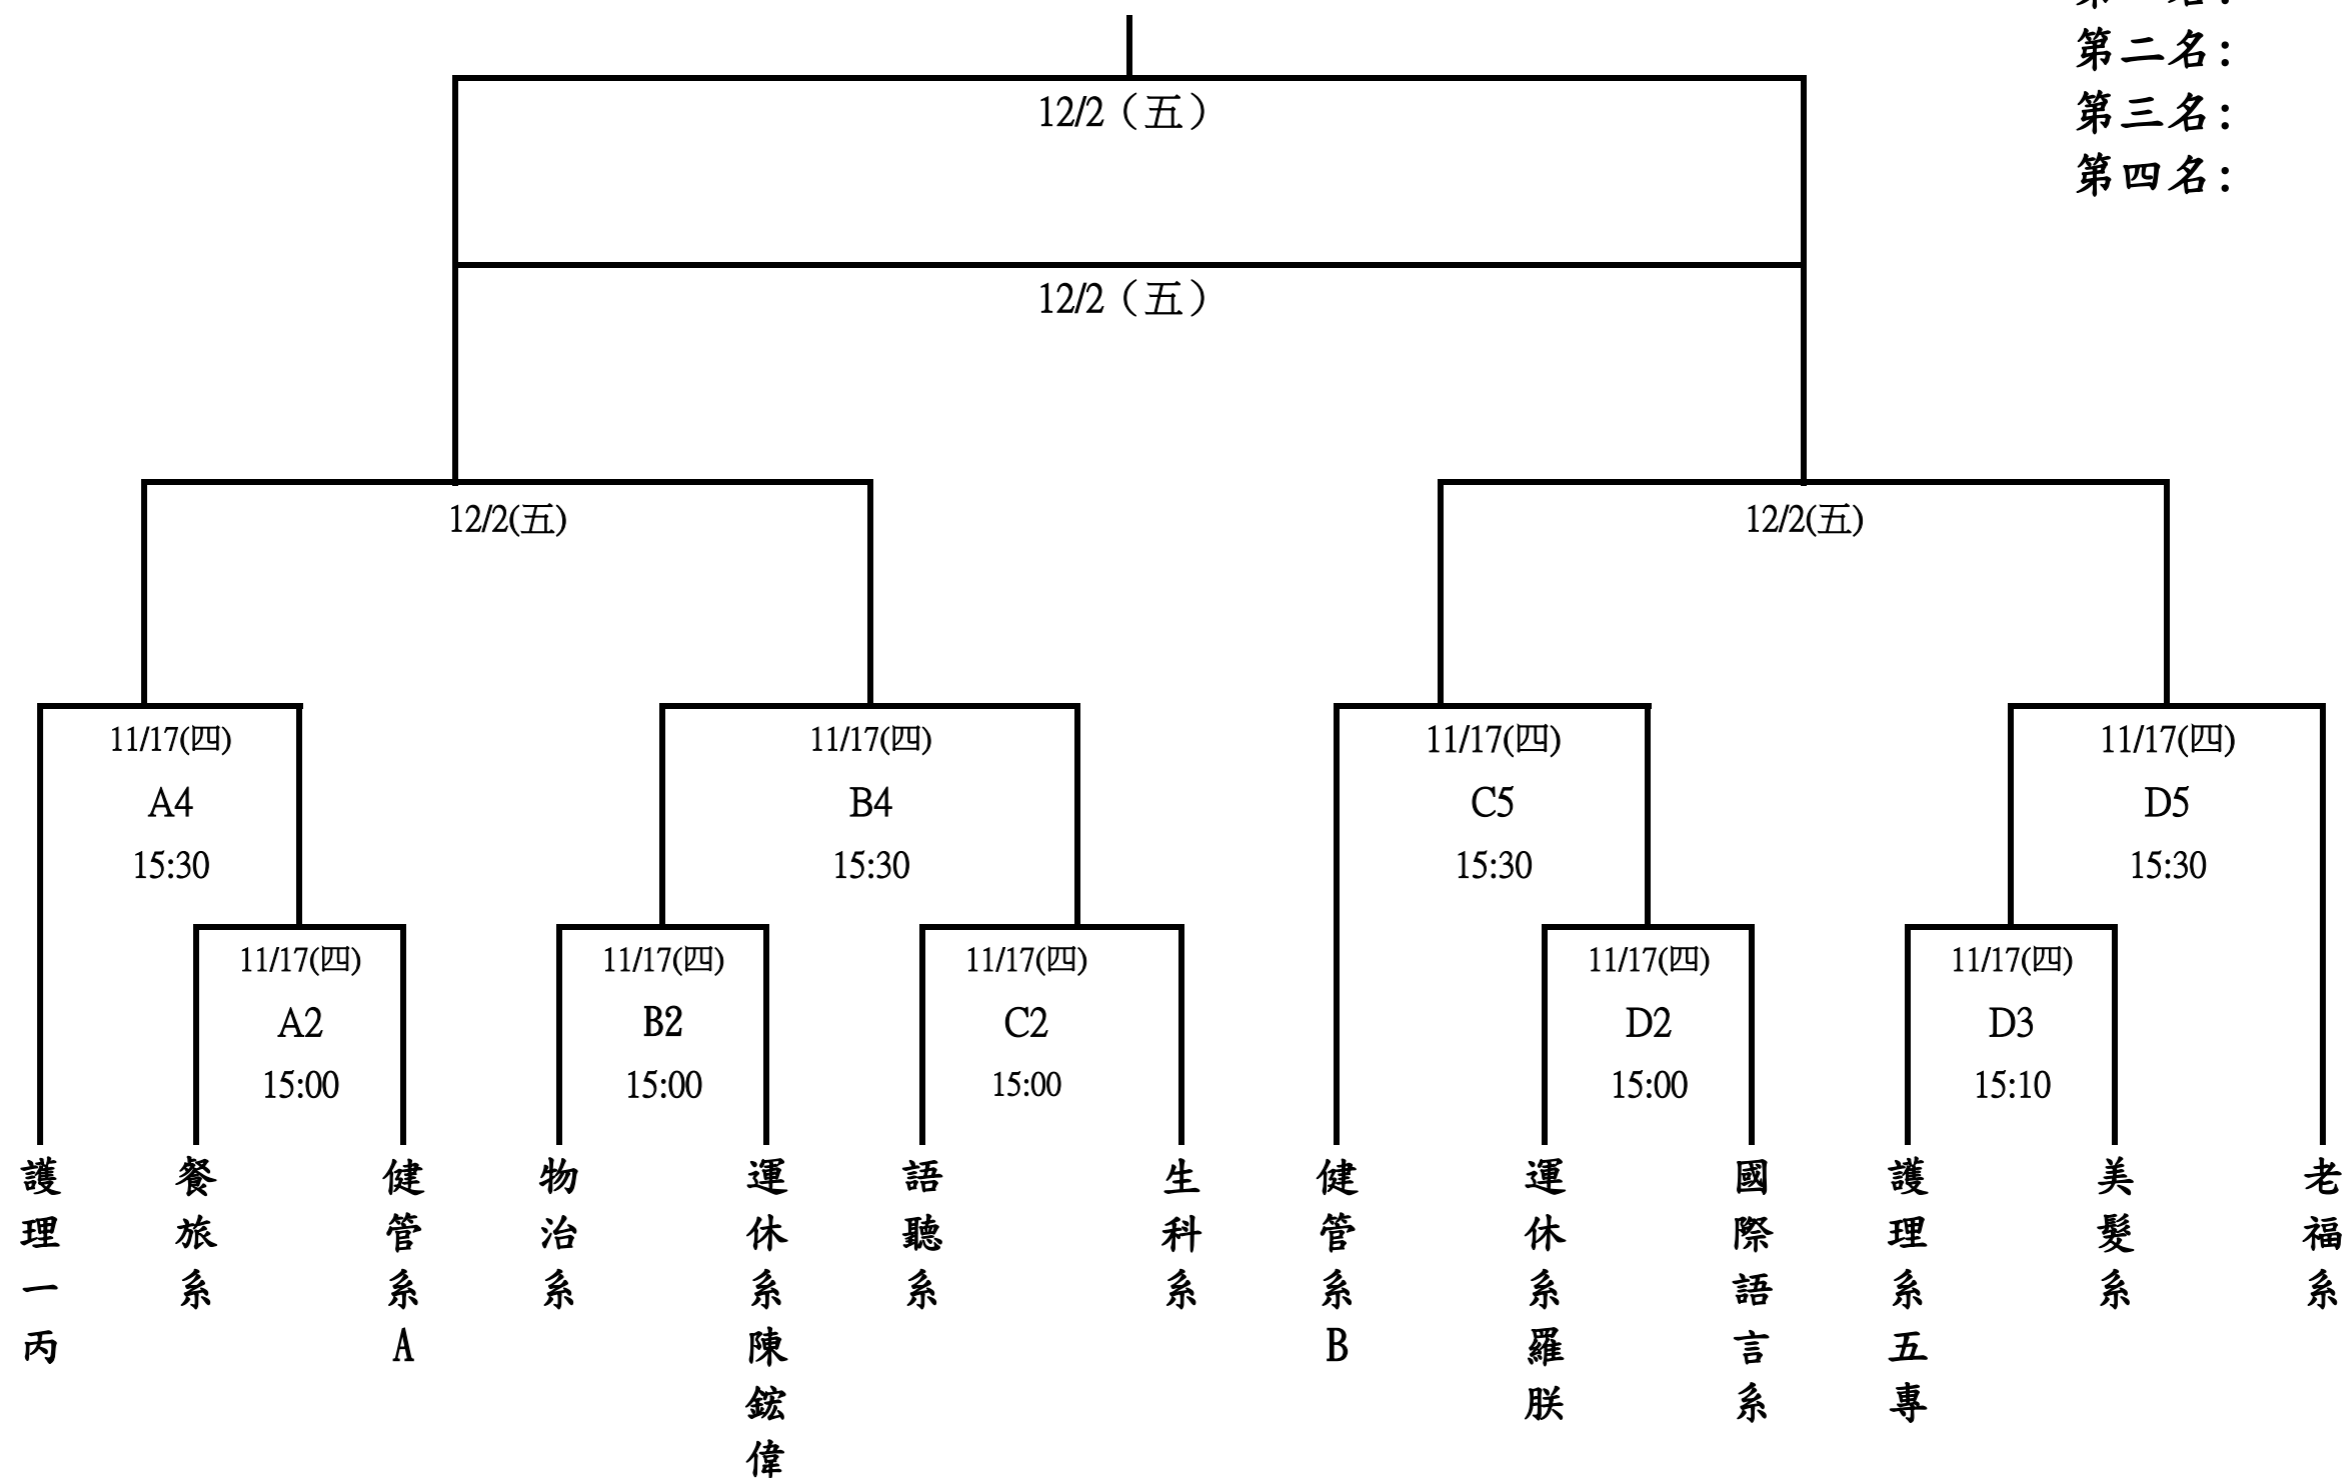 第二名：
第三名：
第四名：
12/2（五）
12/2（五）
12/2(五)
12/2(五)
11/17(四)
A4
15:30
11/17(四)
B4
15:30
11/17(四)
C5
15:30
11/17(四)
D5
15:30
11/17(四)
A2
15:00
11/17(四)
B2
15:00
11/17(四)
C2
15:00
11/17(四)
D2
15:00
11/17(四)
D3
15:10
護理一丙
餐旅系
健管系A
物治系
運休系陳鋐偉
語聽系
生科系
健管系B
運休系羅朕
國際語言系
護理系五專
美髮系
老福系